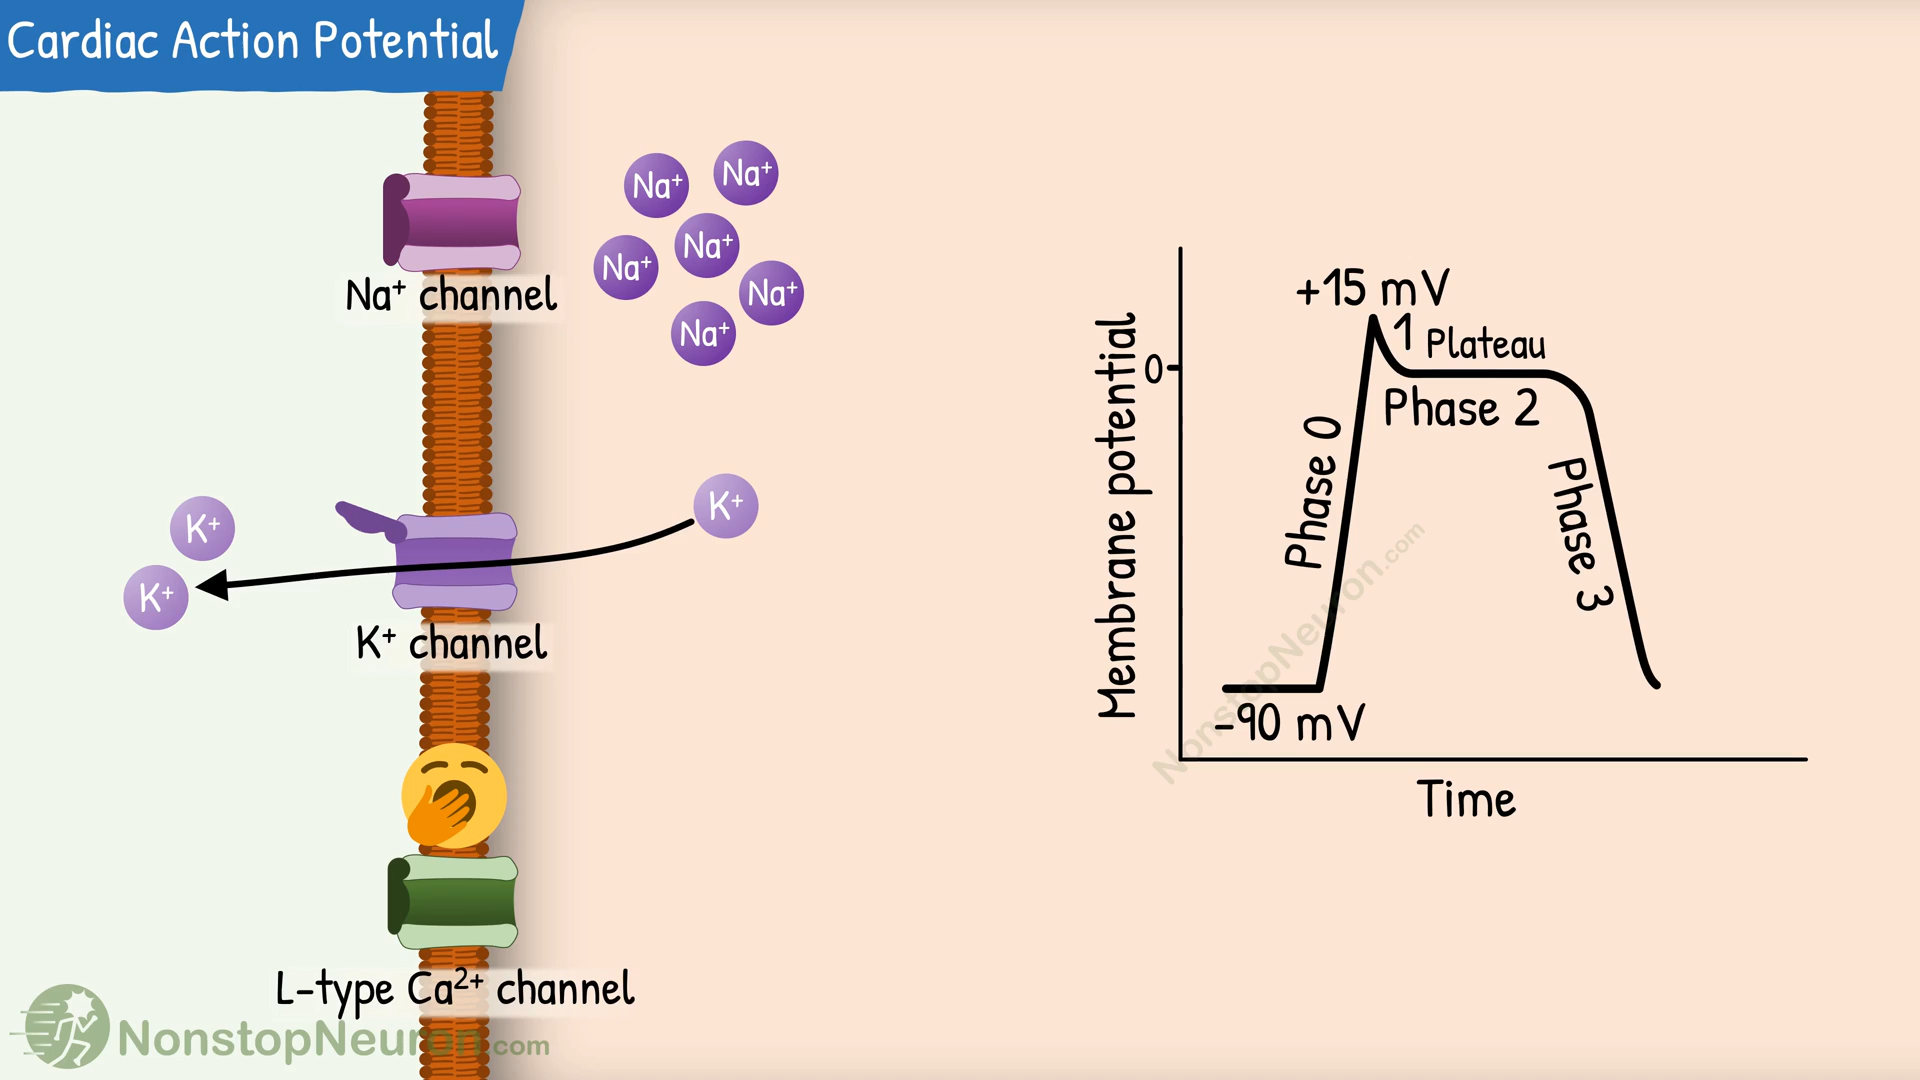 Cardiac Action Potential
Na⁺
Na⁺
Na⁺
Na⁺
Na⁺
Na⁺
Na⁺ channel
K⁺
K⁺
K⁺
K⁺ channel
L-type Ca²⁺ channel
NonstopNeuron.com
+15 mV
1
Plateau
0
Phase 2
Phase 0
Phase 3
Membrane potential
-90 mV
Time
NonstopNeuron.com